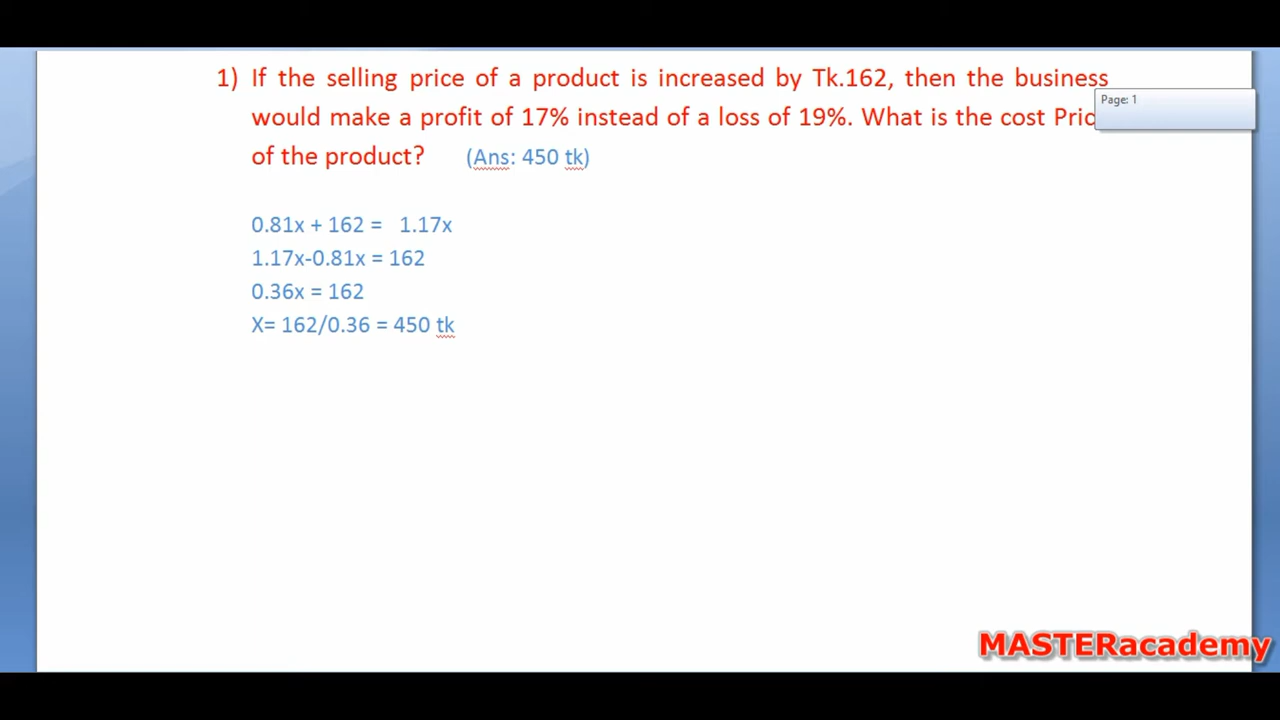 1) If the selling price of a product is increased by Tk.162, then the business
Page: 1
would make a profit of 17% instead of a loss of 19%. What is the cost Pric
of the product? (Ans: 450 tk)
0.81x + 162 = 1.17x
1.17x-0.81x = 162
0.36x = 162
X= 162/0.36 = 450 tk
MASTERacademy